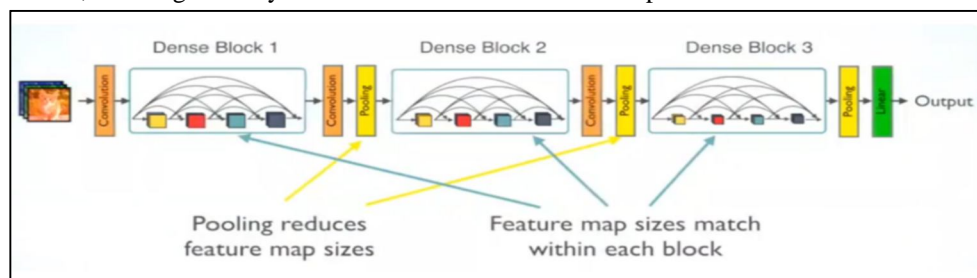 Dense Block 1
Dense Block 2
Dense Block 3
Convolution
Convolution
Pooling
Convolution
Pooling
Pooling
Linear
Output
Pooling reduces
feature map sizes
Feature map sizes match
within each block